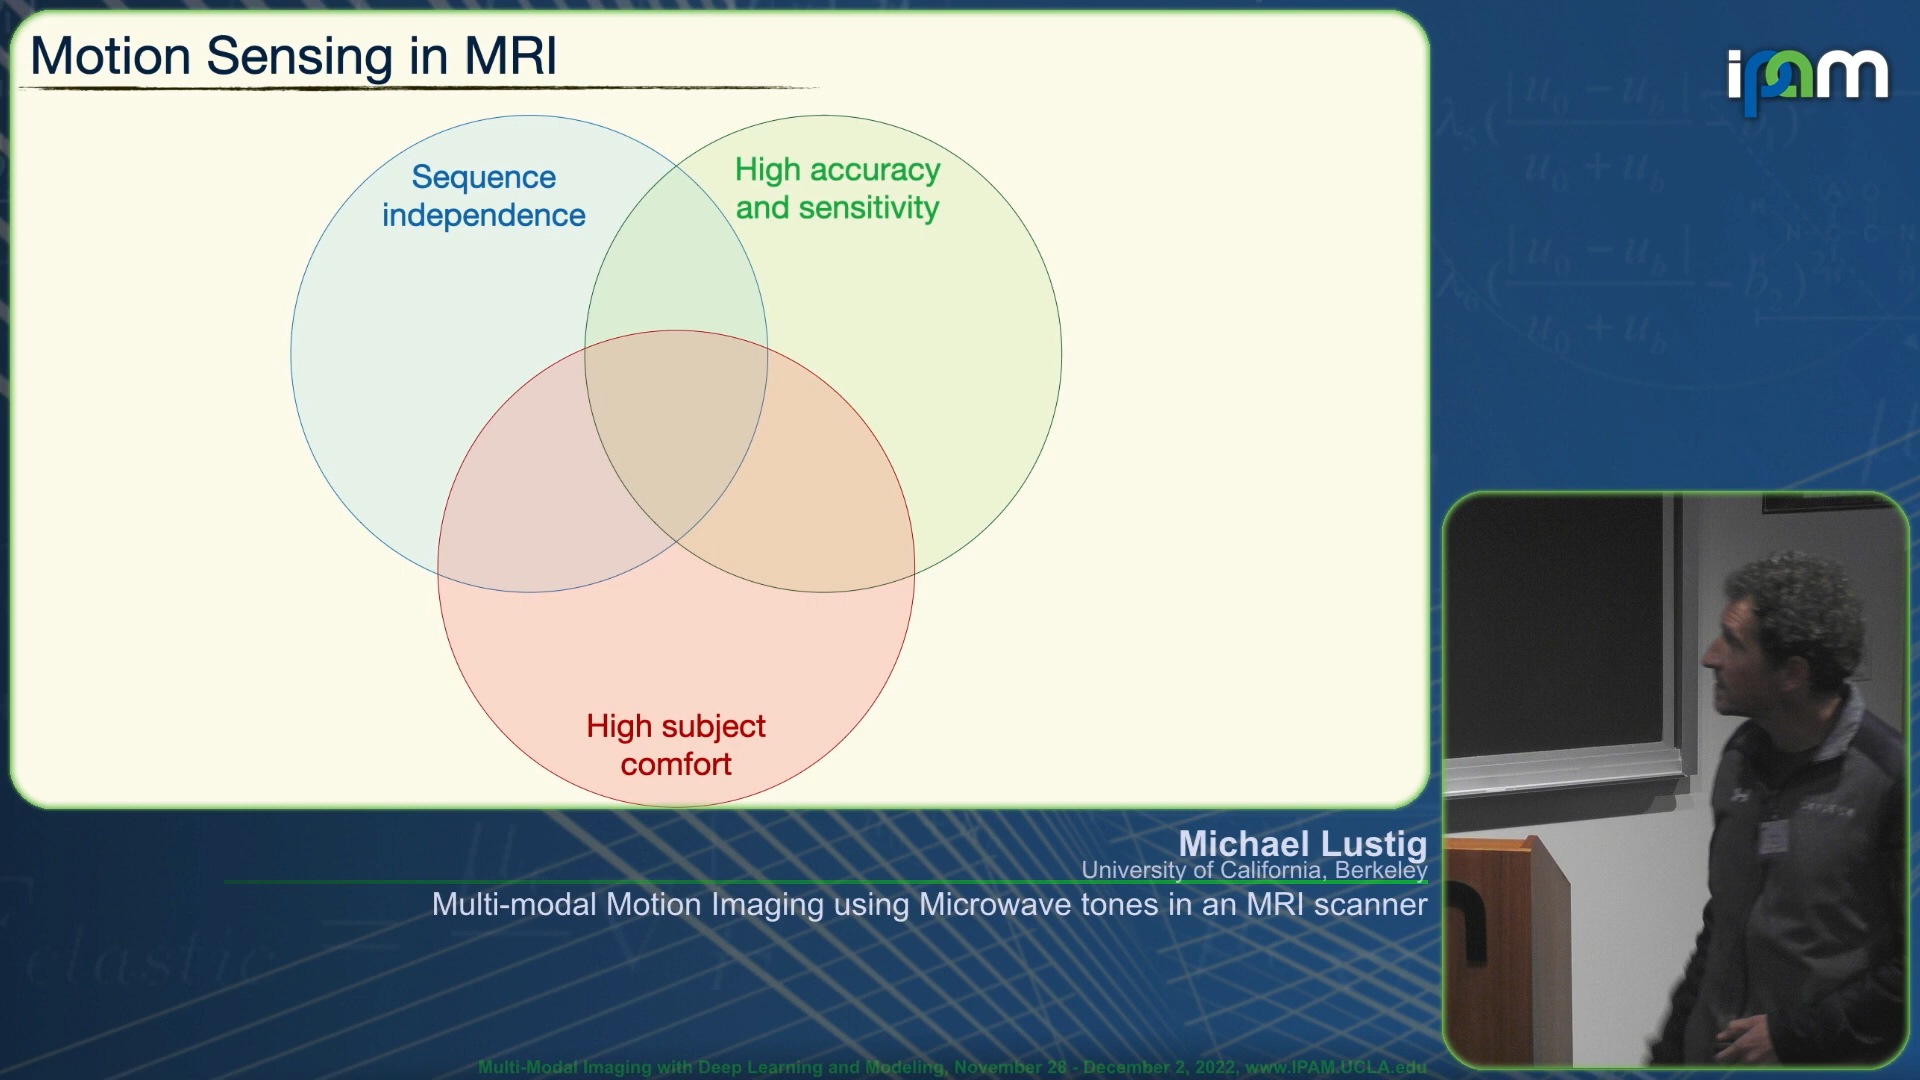 Motion Sensing in MRI
Sequence
independence
High accuracy
and sensitivity
High subject
comfort
ipam
Michael Lustig
University of California, Berkeley
Multi-modal Motion Imaging using Microwave tones in an MRI scanner
elastic
Multi-Modal Imaging with Deep Learning and Modeling, November 28 - December 2, 2022, www.IPAM.UCLA.edu